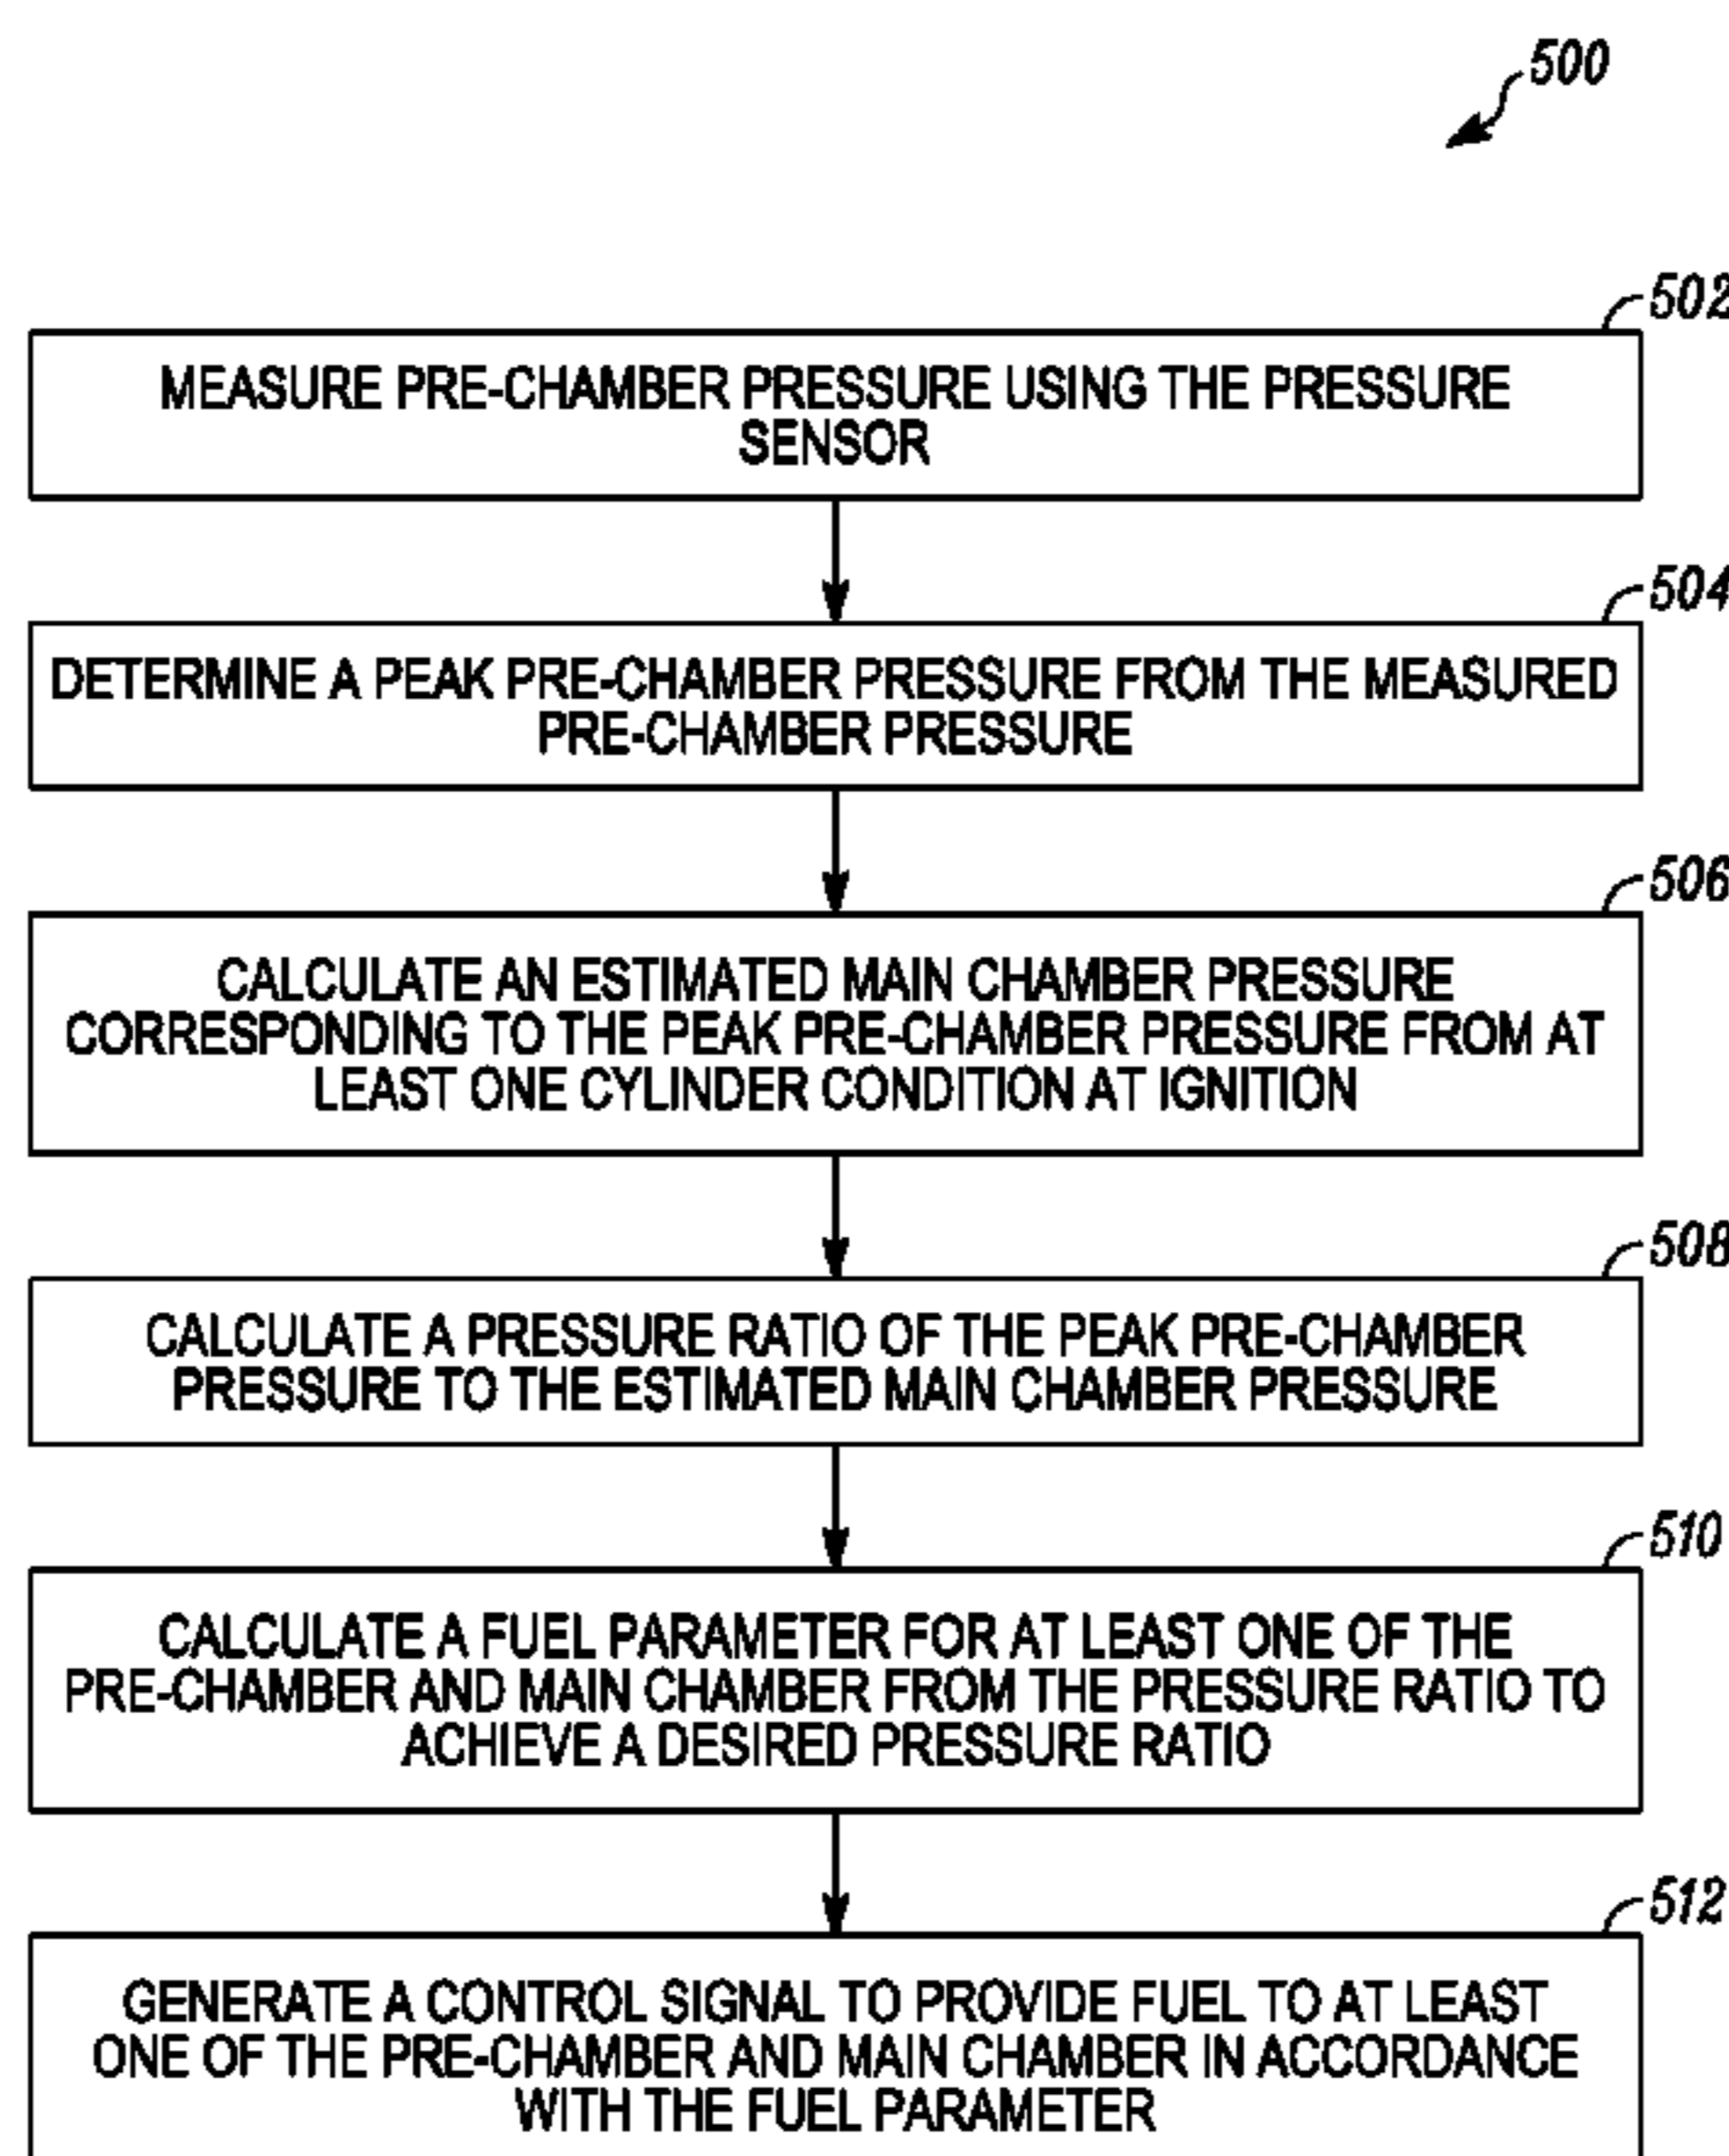 500
502
MEASURE PRE-CHAMBER PRESSURE USING THE PRESSURE
SENSOR
504
DETERMINE A PEAK PRE-CHAMBER PRESSURE FROM THE MEASURED
PRE-CHAMBER PRESSURE
506
CALCULATE AN ESTIMATED MAIN CHAMBER PRESSURE
CORRESPONDING TO THE PEAK PRE-CHAMBER PRESSURE FROM AT
LEAST ONE CYLINDER CONDITION AT IGNITION
508
CALCULATE A PRESSURE RATIO OF THE PEAK PRE-CHAMBER
PRESSURE TO THE ESTIMATED MAIN CHAMBER PRESSURE
510
CALCULATE A FUEL PARAMETER FOR AT LEAST ONE OF THE
PRE-CHAMBER AND MAIN CHAMBER FROM THE PRESSURE RATIO TO
ACHIEVE A DESIRED PRESSURE RATIO
512
GENERATE A CONTROL SIGNAL TO PROVIDE FUEL TO AT LEAST
ONE OF THE PRE-CHAMBER AND MAIN CHAMBER IN ACCORDANCE
WITH THE FUEL PARAMETER